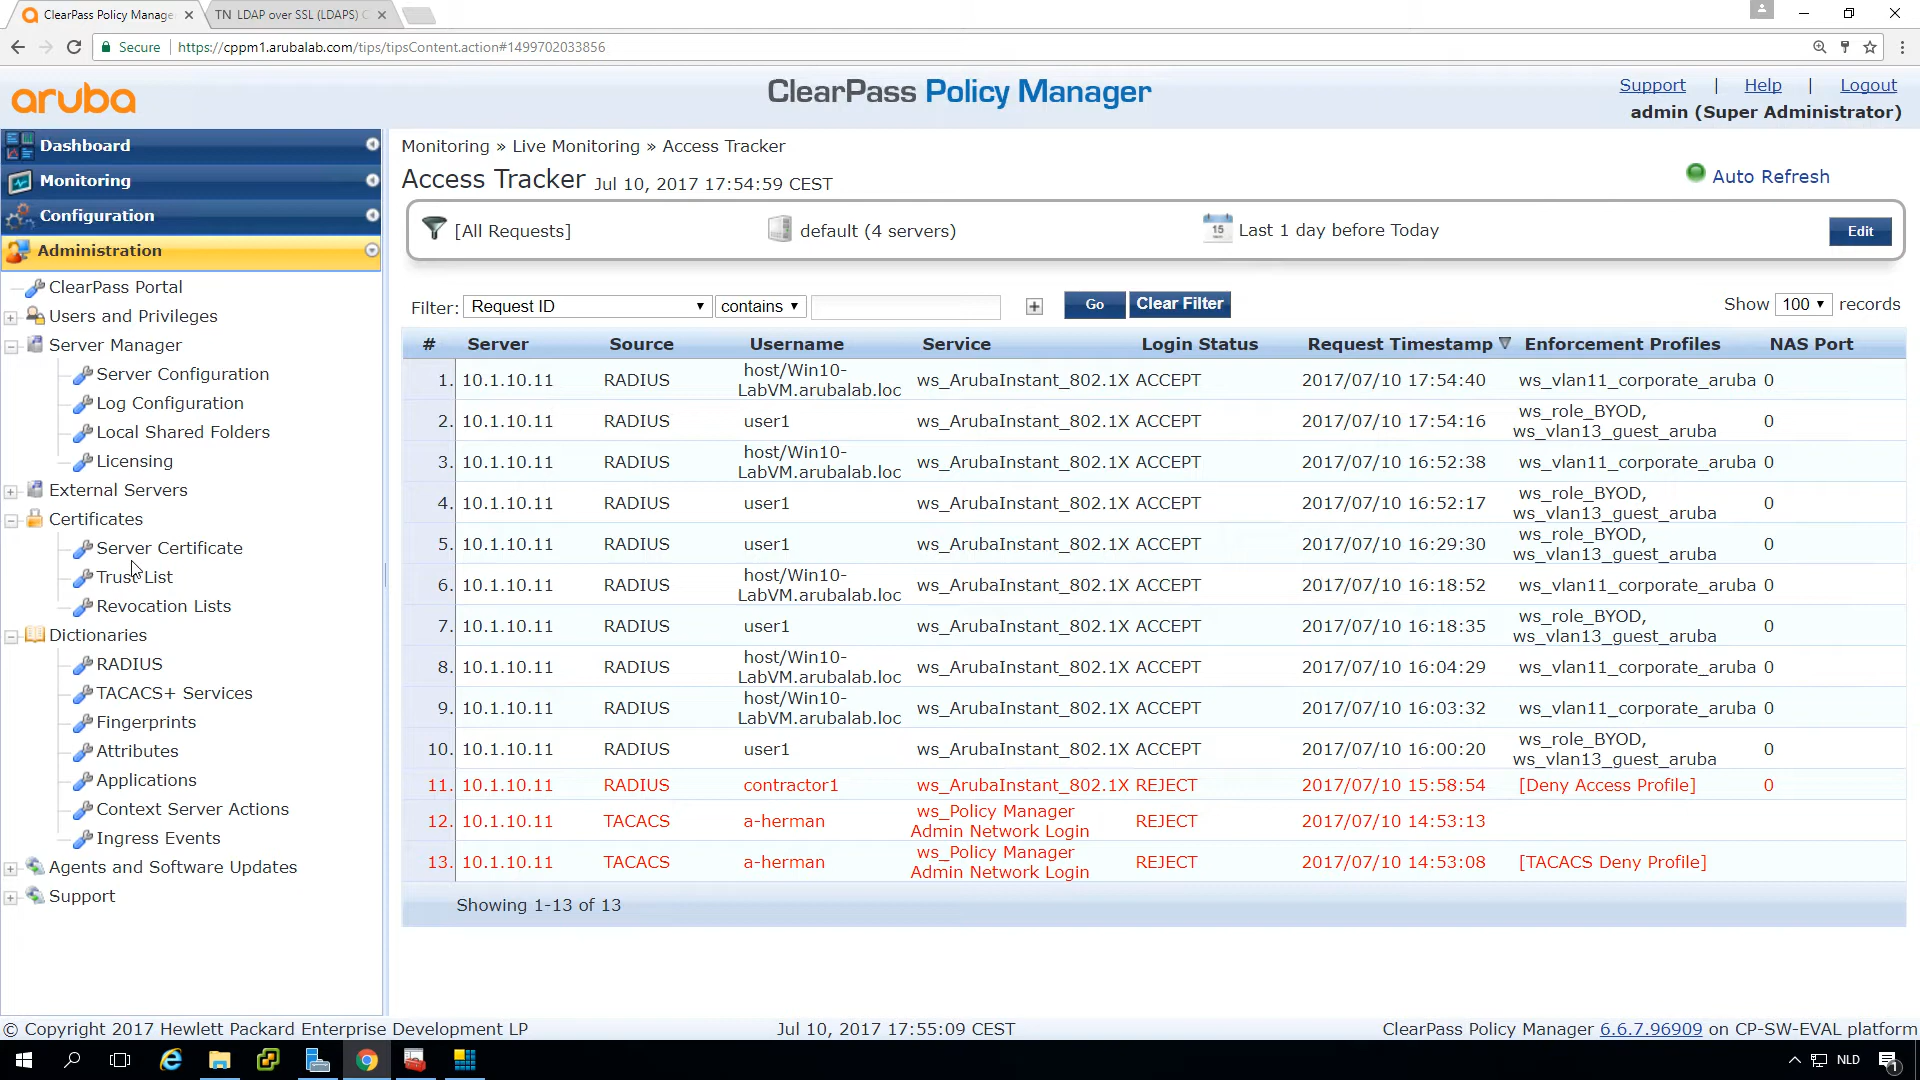 ClearPass Policy Manage
TN LDAP over SSL (LDAPS) C
Secure
https://cppm1.arubalab.com/tips/tipsContent.action#1499702033856
aruba
ClearPass Policy Manager
Support | Help | Logout
admin (Super Administrator)
Dashboard
Monitoring
Configuration
Administration
ClearPass Portal
Users and Privileges
Server Manager
Server Configuration
Log Configuration
Local Shared Folders
Licensing
External Servers
Certificates
Server Certificate
Trust List
Revocation Lists
Dictionaries
RADIUS
TACACS+ Services
Fingerprints
Attributes
Applications
Context Server Actions
Ingress Events
Agents and Software Updates
Support
Monitoring » Live Monitoring » Access Tracker
Access Tracker Jul 10, 2017 17:54:59 CEST
Auto Refresh
[All Requests]
default (4 servers)
15
Last 1 day before Today
Edit
Filter: Request ID contains Go Clear Filter
Show 100 records
# Server Source Username Service Login Status Request Timestamp Enforcement Profiles NAS Port
1. 10.1.10.11 RADIUS host/Win10-
LabVM.arubalab.loc ws_ArubaInstant_802.1X ACCEPT 2017/07/10 17:54:40 ws_vlan11_corporate_aruba 0
2. 10.1.10.11 RADIUS user1 ws_ArubaInstant_802.1X ACCEPT 2017/07/10 17:54:16 ws_role_BYOD,
ws_vlan13_guest_aruba 0
3. 10.1.10.11 RADIUS host/Win10-
LabVM.arubalab.loc ws_ArubaInstant_802.1X ACCEPT 2017/07/10 16:52:38 ws_vlan11_corporate_aruba 0
4. 10.1.10.11 RADIUS user1 ws_ArubaInstant_802.1X ACCEPT 2017/07/10 16:52:17 ws_role_BYOD,
ws_vlan13_guest_aruba 0
5. 10.1.10.11 RADIUS user1 ws_ArubaInstant_802.1X ACCEPT 2017/07/10 16:29:30 ws_role_BYOD,
ws_vlan13_guest_aruba 0
6. 10.1.10.11 RADIUS host/Win10-
LabVM.arubalab.loc ws_ArubaInstant_802.1X ACCEPT 2017/07/10 16:18:52 ws_vlan11_corporate_aruba 0
7. 10.1.10.11 RADIUS user1 ws_ArubaInstant_802.1X ACCEPT 2017/07/10 16:18:35 ws_role_BYOD,
ws_vlan13_guest_aruba 0
8. 10.1.10.11 RADIUS host/Win10-
LabVM.arubalab.loc ws_ArubaInstant_802.1X ACCEPT 2017/07/10 16:04:29 ws_vlan11_corporate_aruba 0
9. 10.1.10.11 RADIUS host/Win10-
LabVM.arubalab.loc ws_ArubaInstant_802.1X ACCEPT 2017/07/10 16:03:32 ws_vlan11_corporate_aruba 0
10. 10.1.10.11 RADIUS user1 ws_ArubaInstant_802.1X ACCEPT 2017/07/10 16:00:20 ws_role_BYOD,
ws_vlan13_guest_aruba 0
11. 10.1.10.11 RADIUS contractor1 ws_ArubaInstant_802.1X REJECT 2017/07/10 15:58:54 [Deny Access Profile] 0
12. 10.1.10.11 TACACS a-herman ws_Policy Manager
Admin Network Login REJECT 2017/07/10 14:53:13
13. 10.1.10.11 TACACS a-herman ws_Policy Manager
Admin Network Login REJECT 2017/07/10 14:53:08 [TACACS Deny Profile]
Showing 1-13 of 13
© Copyright 2017 Hewlett Packard Enterprise Development LP
Jul 10, 2017 17:55:09 CEST
ClearPass Policy Manager 6.6.7.96909 on CP-SW-EVAL platform
NLD
1